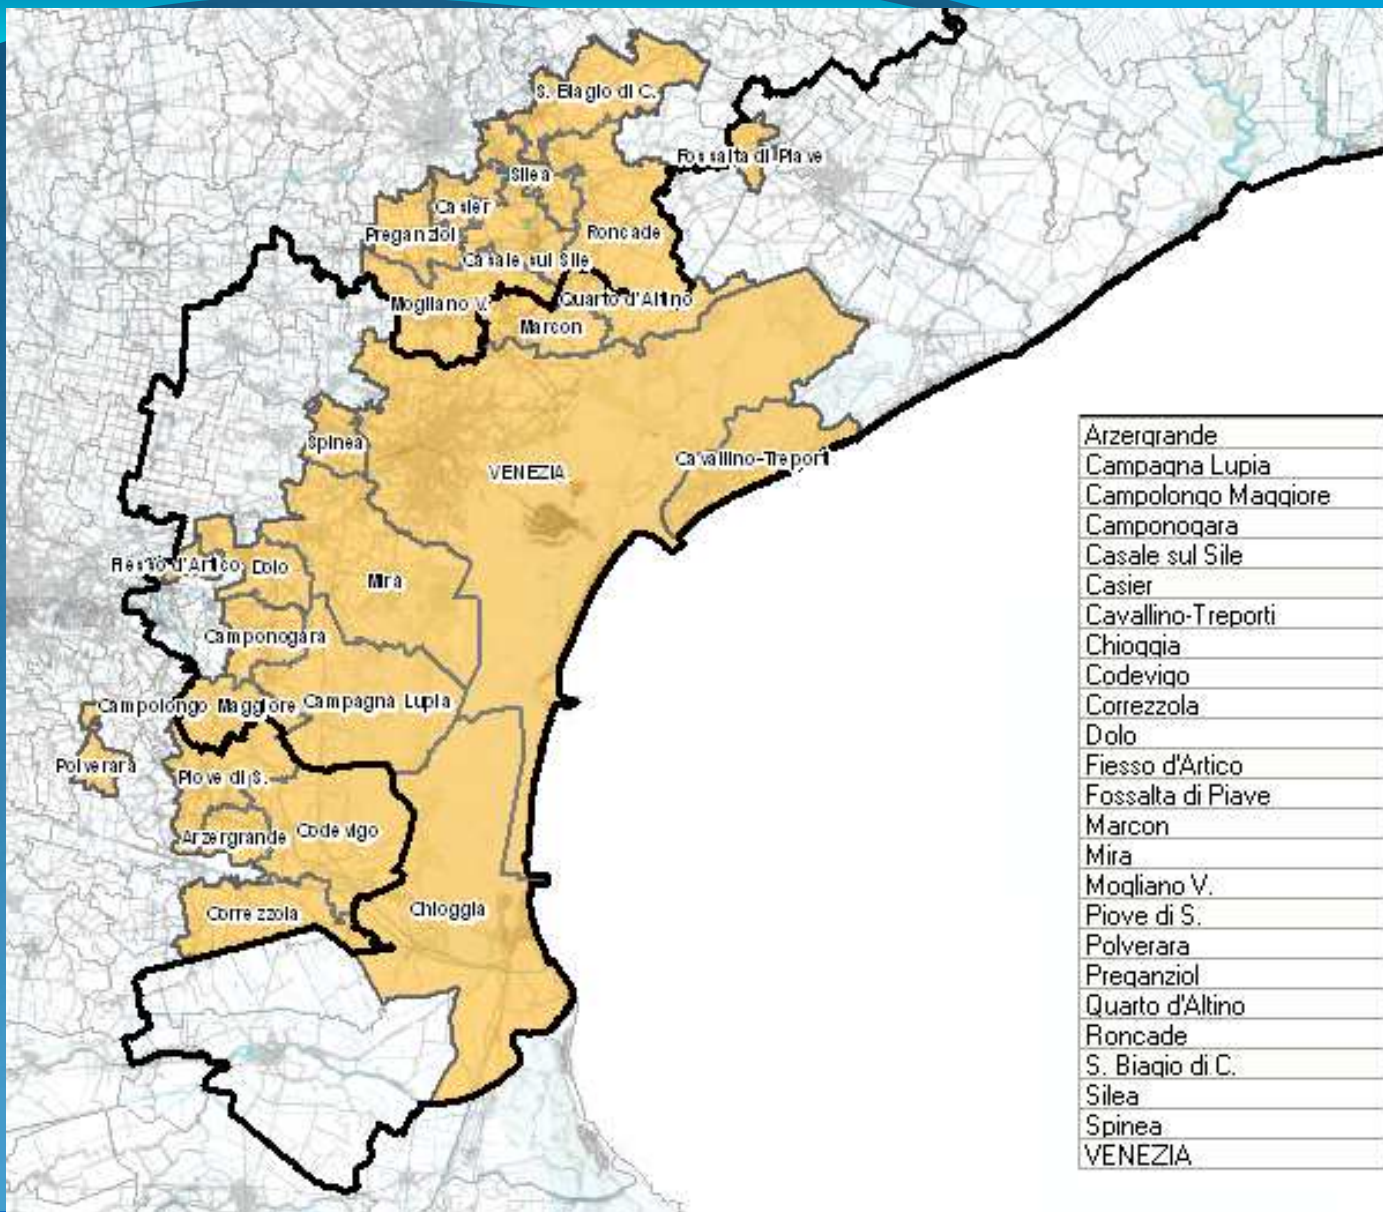 S. Biagio di C.
Fossalta di Piave
Silea
Casier
Preganziol
Roncade
Casale sul Sile
Mogliano V.
Quarto d'Altino
Marcon
Spinea
VENEZIA
Cavallino-Treporti
Fiesso d'Artico
Dolo
Mira
Camponogara
Campolongo Maggiore
Campagna Lupia
Polverara
Piove di S.
Arzergrande
Codevigo
Correzzola
Chioggia
Arzergrande
Campagna Lupia
Campolongo Maggiore
Camponogara
Casale sul Sile
Casier
Cavallino-Treporti
Chioggia
Codevigo
Correzzola
Dolo
Fiesso d'Artico
Fossalta di Piave
Marcon
Mira
Mogliano V.
Piove di S.
Polverara
Preganziol
Quarto d'Altino
Roncade
S. Biagio di C.
Silea
Spinea
VENEZIA